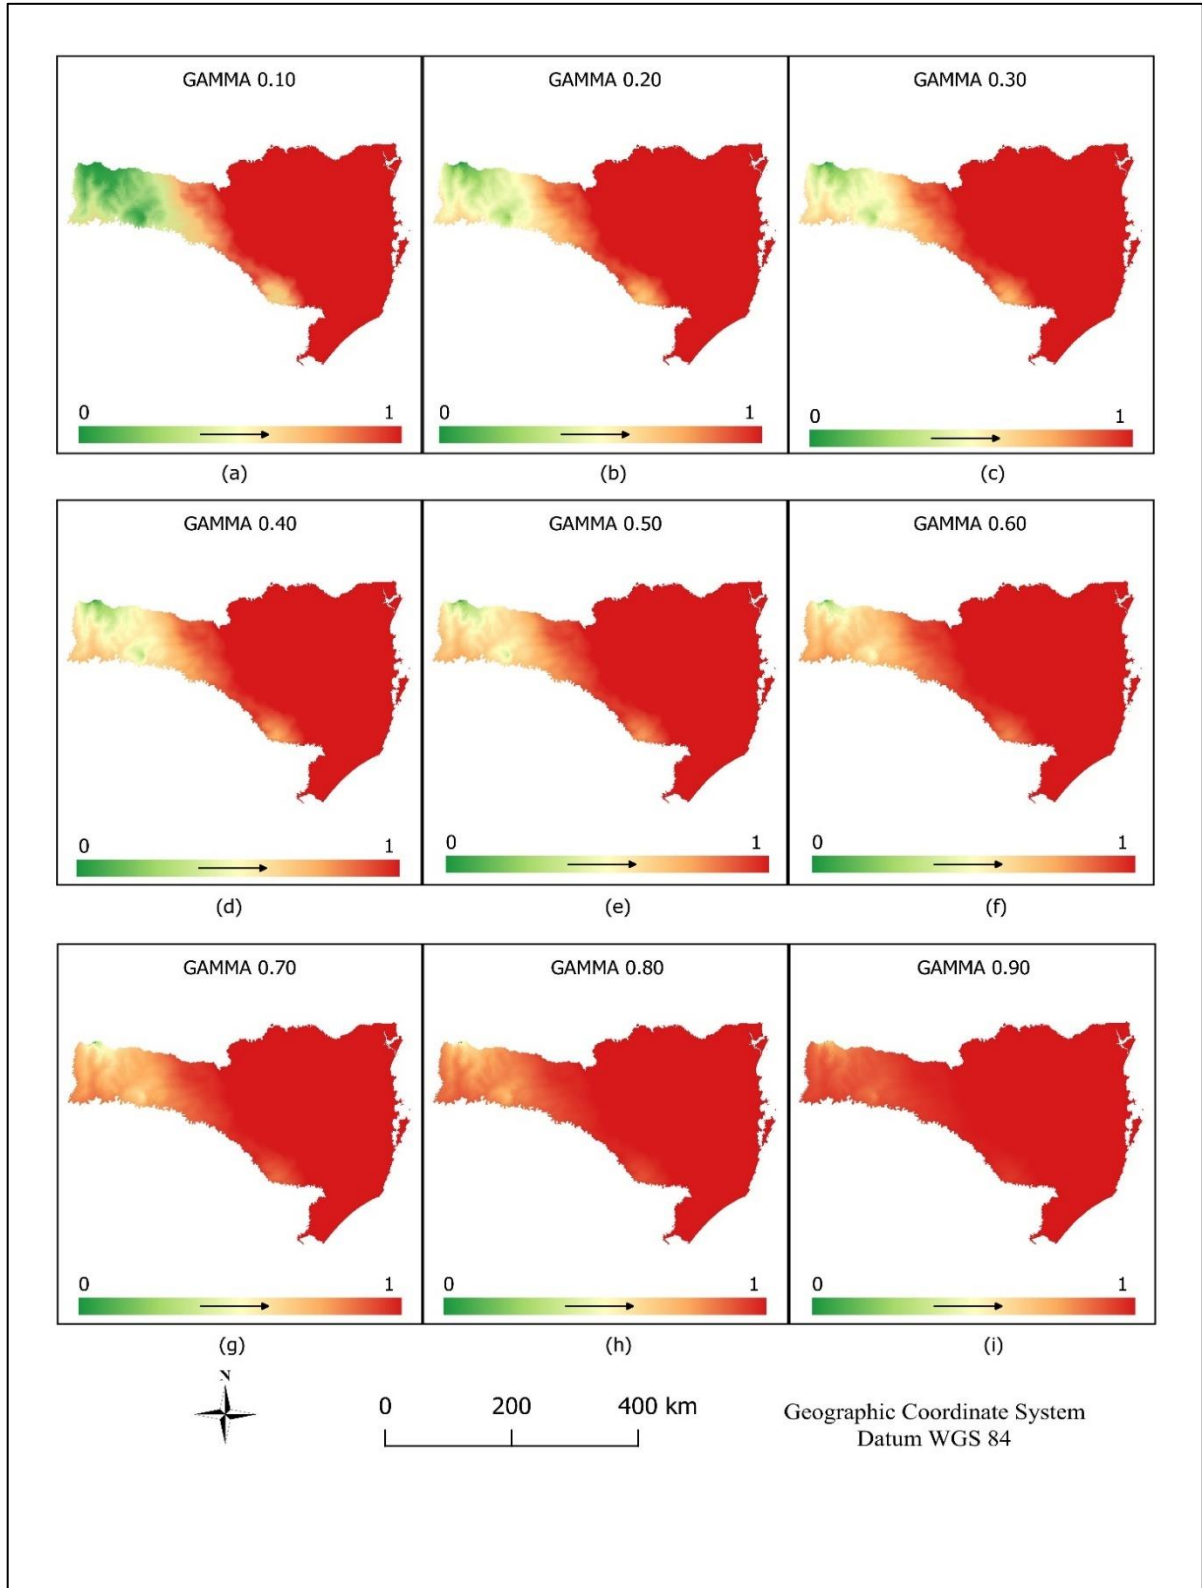 GAMMA 0.10
GAMMA 0.20
GAMMA 0.30
0 1
0 1
0 1
(a)
(b)
(c)
GAMMA 0.40
GAMMA 0.50
GAMMA 0.60
0 1
0 1
0 1
(d)
(e)
(f)
GAMMA 0.70
GAMMA 0.80
GAMMA 0.90
0 1
0 1
0 1
(g)
(h)
(i)
N
0 200 400 km
Geographic Coordinate System
Datum WGS 84